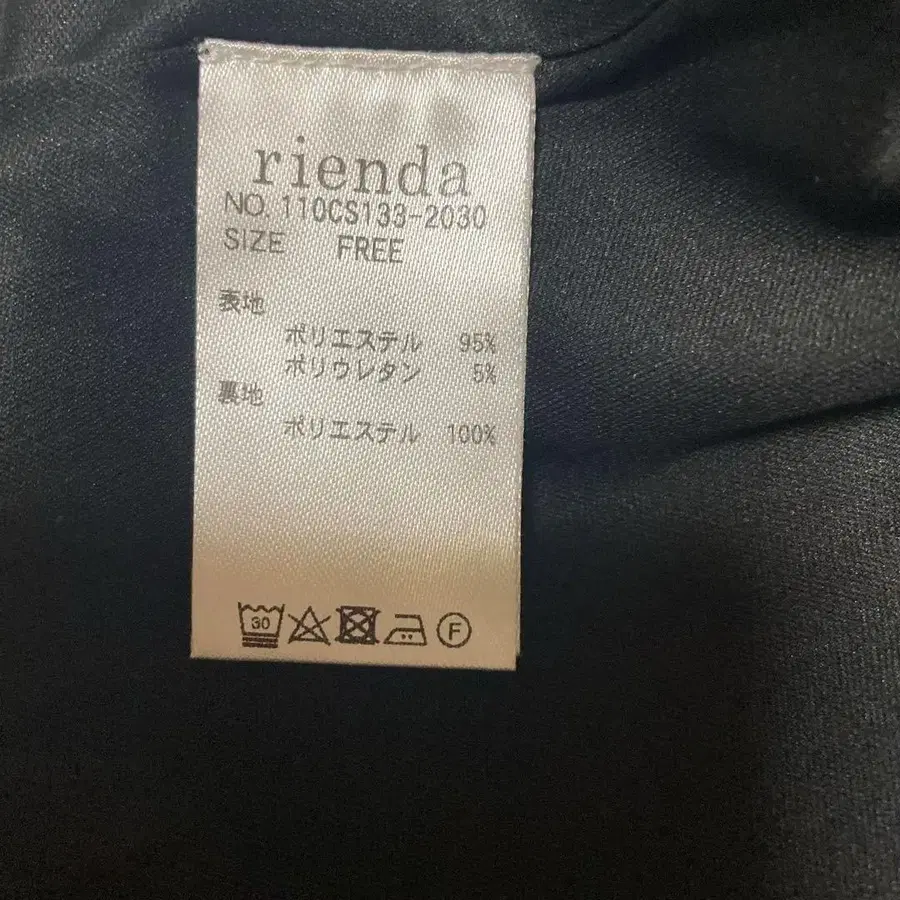 rienda
NO. 110CS133-2030
SIZE FREE
表地
ポリエステル 95%
ポリウレタン 5%
裏地
ポリエステル 100%
30 F